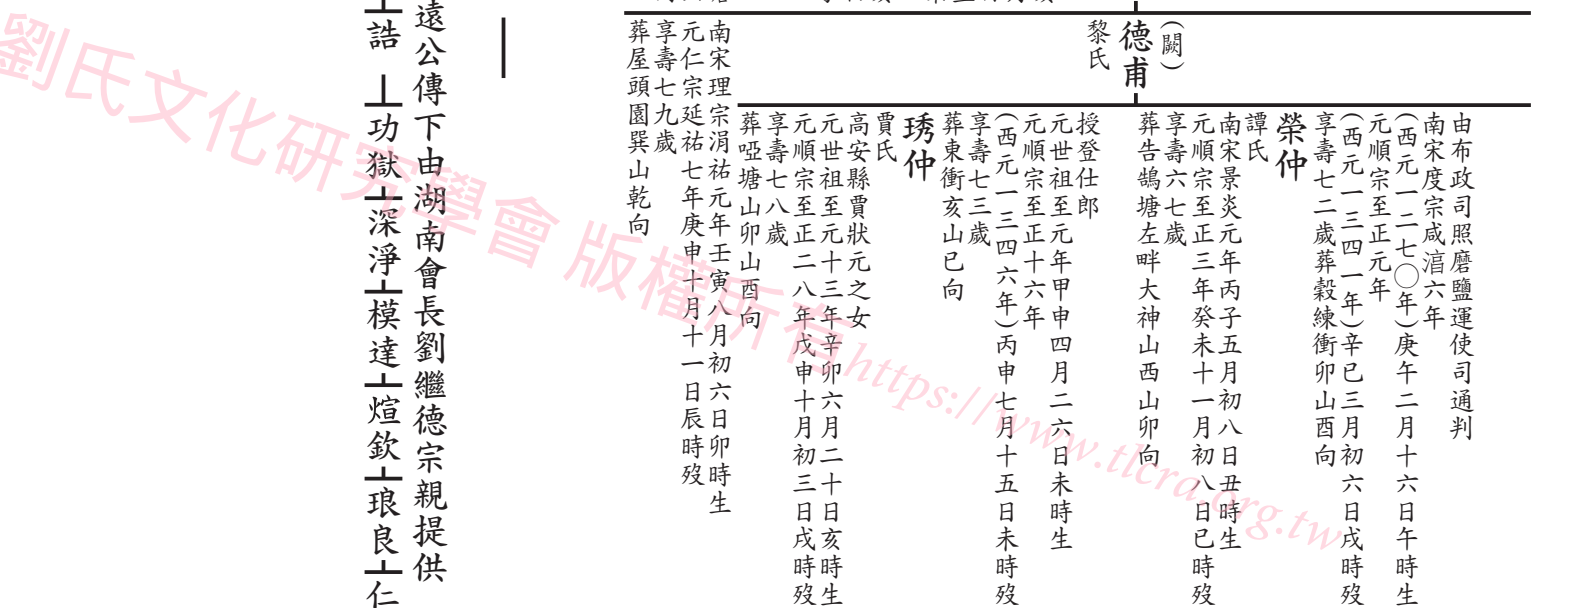 (闕)
德甫
黎氏
南宋理宗淯祐元年壬寅八月初六日卯時生
元仁宗延祐七年庚申十月十一日辰時歿
享壽七九歲
葬屋頭園巽山乾向
由布政司照磨鹽運使司通判
南宋度宗咸淯六年
(西元一二七〇年)庚午二月十六日午時生
元順宗至正元年
(西元一三四一年)辛巳三月初六日戌時歿
享壽七二歲葬穀練衝卯山酉向
榮仲
譚氏
南宋景炎元年丙子五月初八日丑時生
元順宗至正三年癸未十一月初八日巳時歿
享壽六七歲
葬告鵠塘左畔大神山西山卯向
授登仕郎
元世祖至元年甲申四月二六日未時生
元順宗至正十六年
(西元一三四六年)丙申七月十五日未時歿
享壽七三歲
葬東衝亥山巳向
琇仲
賈氏
高安縣賈狀元之女
元世祖至元十三年辛卯六月二十日亥時生
元順宗至正二八年戊申十月初三日戌時歿
享壽七八歲
葬啞塘山卯山酉向
遠公傳下由湖南會長劉繼德宗親提供
誥 功獄 深淨 模達 煊欽 琅良 仁
劉氏文化研究學會 版權所有https://www.tlcra.org.tw